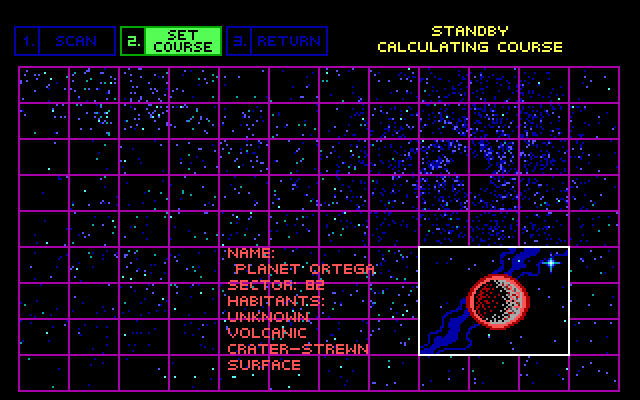 1. SCAN
2. SET COURSE
3. RETURN
STANDBY
CALCULATING COURSE
NAME:
PLANET ORTEGA
SECTOR: 82
HABITANTS:
UNKNOWN
VOLCANIC
CRATER-STREWN
SURFACE